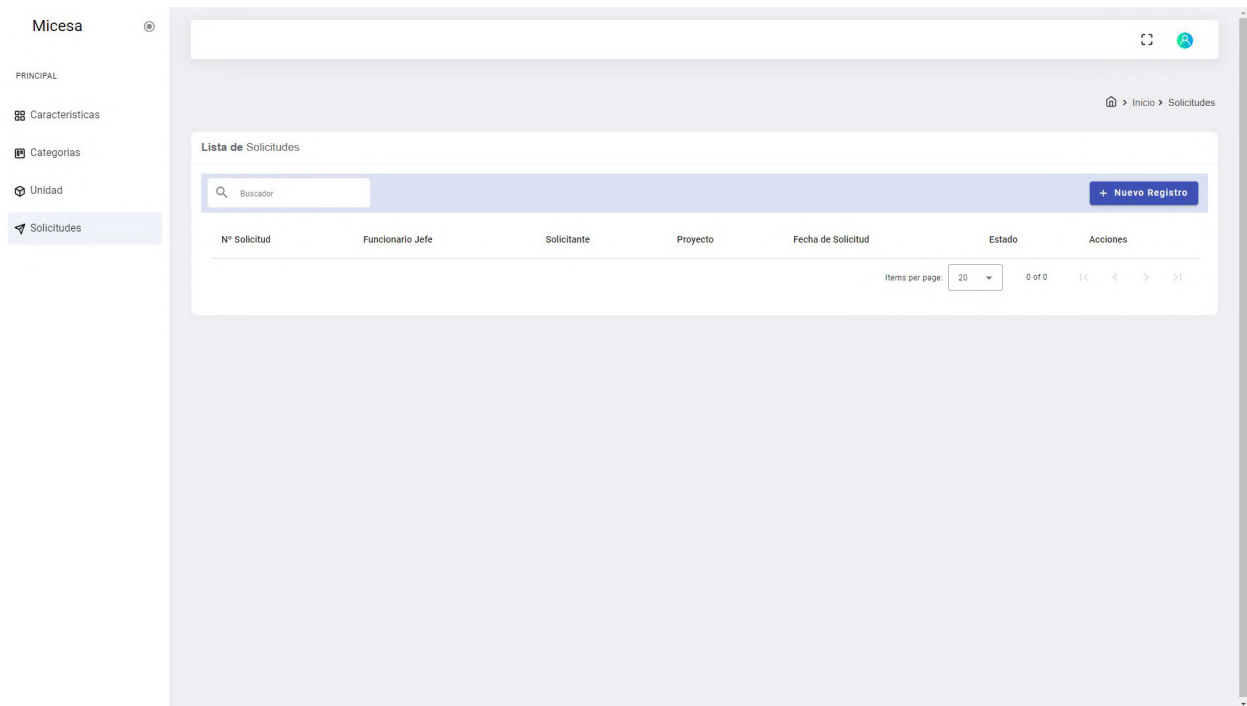 Micesa
PRINCIPAL
Caracteristicas
Categorias
Unidad
Solicitudes
Inicio > Solicitudes
Lista de Solicitudes
Buscador
+ Nuevo Registro
Nº Solicitud Funcionario Jefe Solicitante Proyecto Fecha de Solicitud Estado Acciones
Items per page: 20 0 of 0